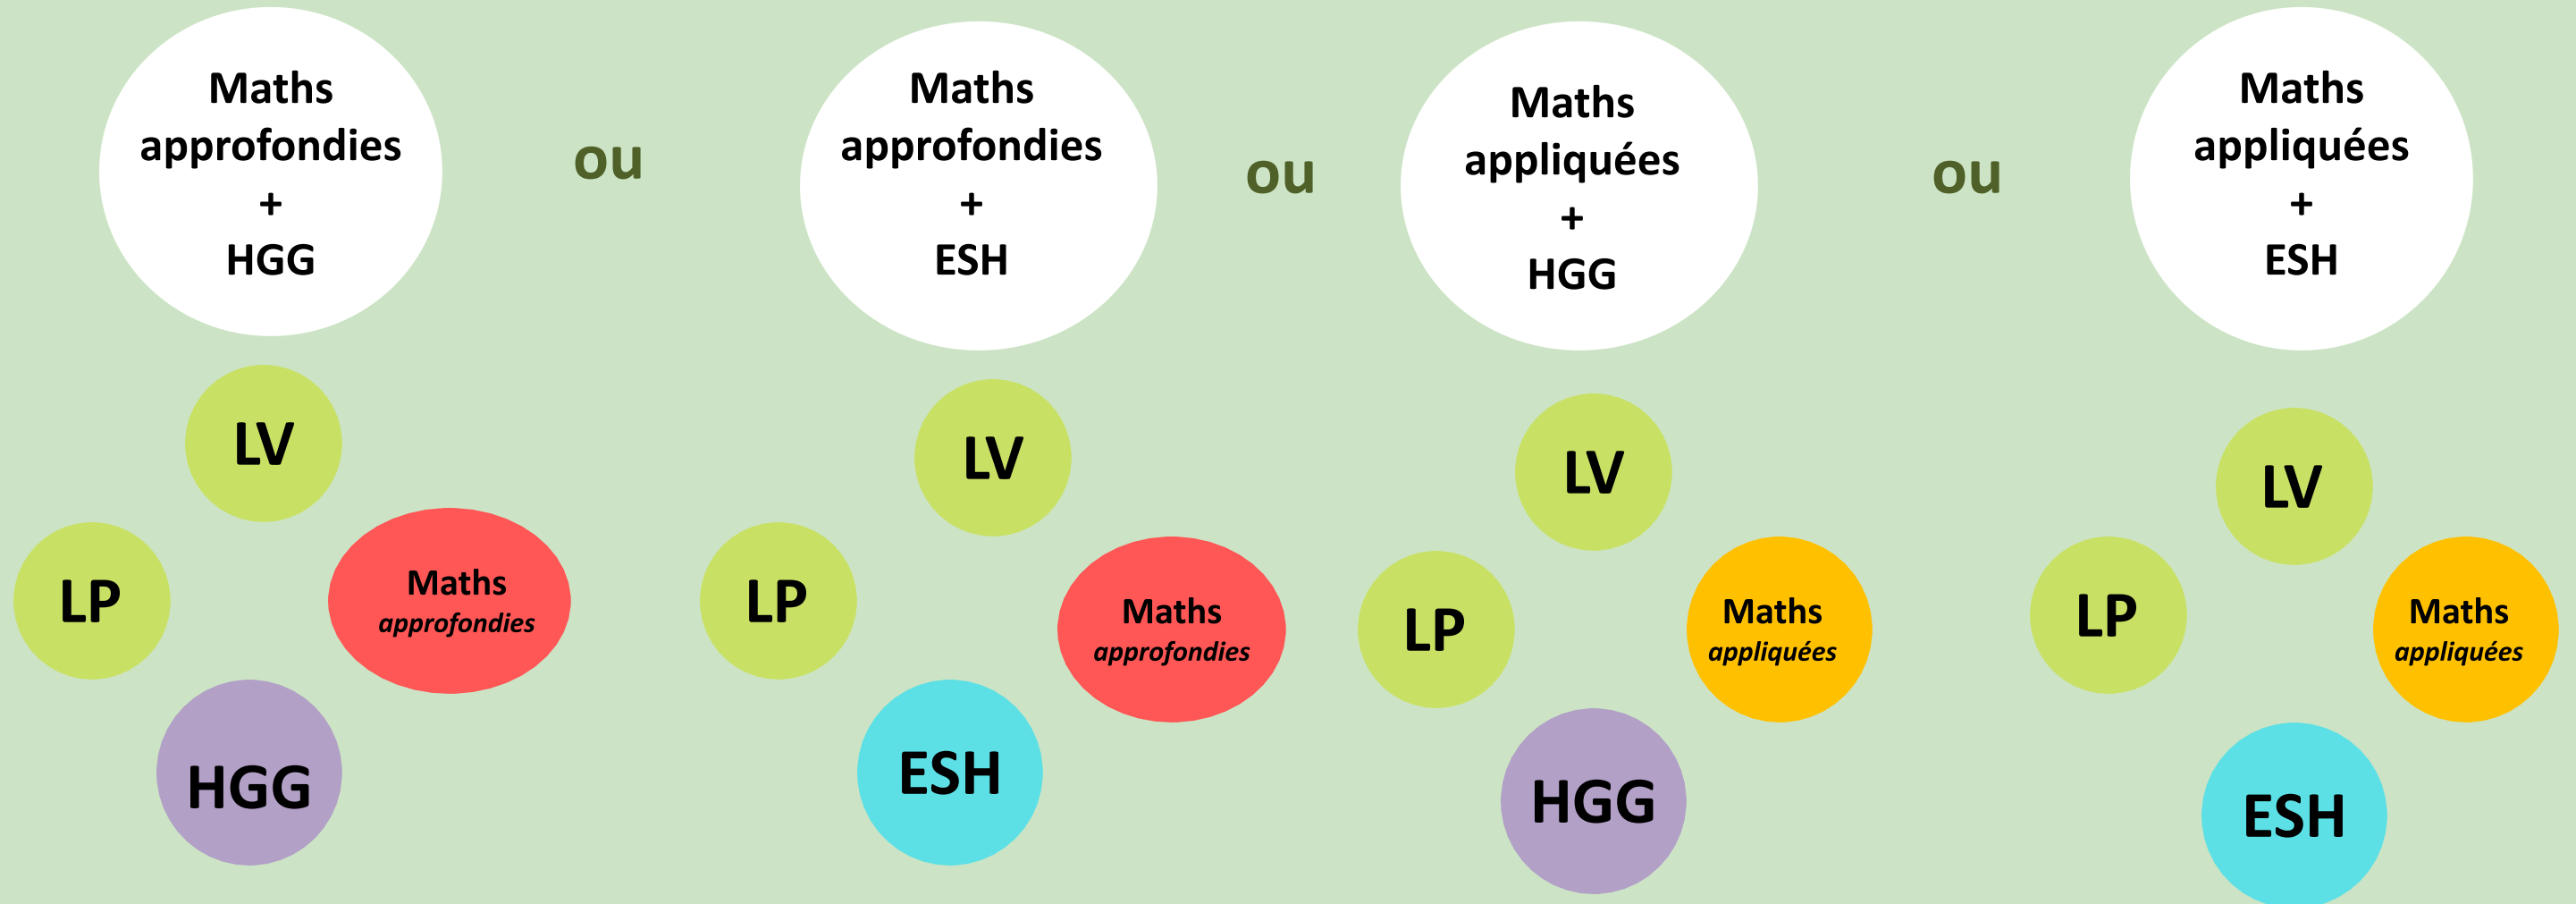 Maths
approfondies
+
HGG
ou
Maths
approfondies
+
ESH
ou
Maths
appliquées
+
HGG
ou
Maths
appliquées
+
ESH
LV
LP
Maths
approfondies
HGG
LV
LP
Maths
approfondies
ESH
LV
LP
Maths
appliquées
HGG
LV
LP
Maths
appliquées
ESH